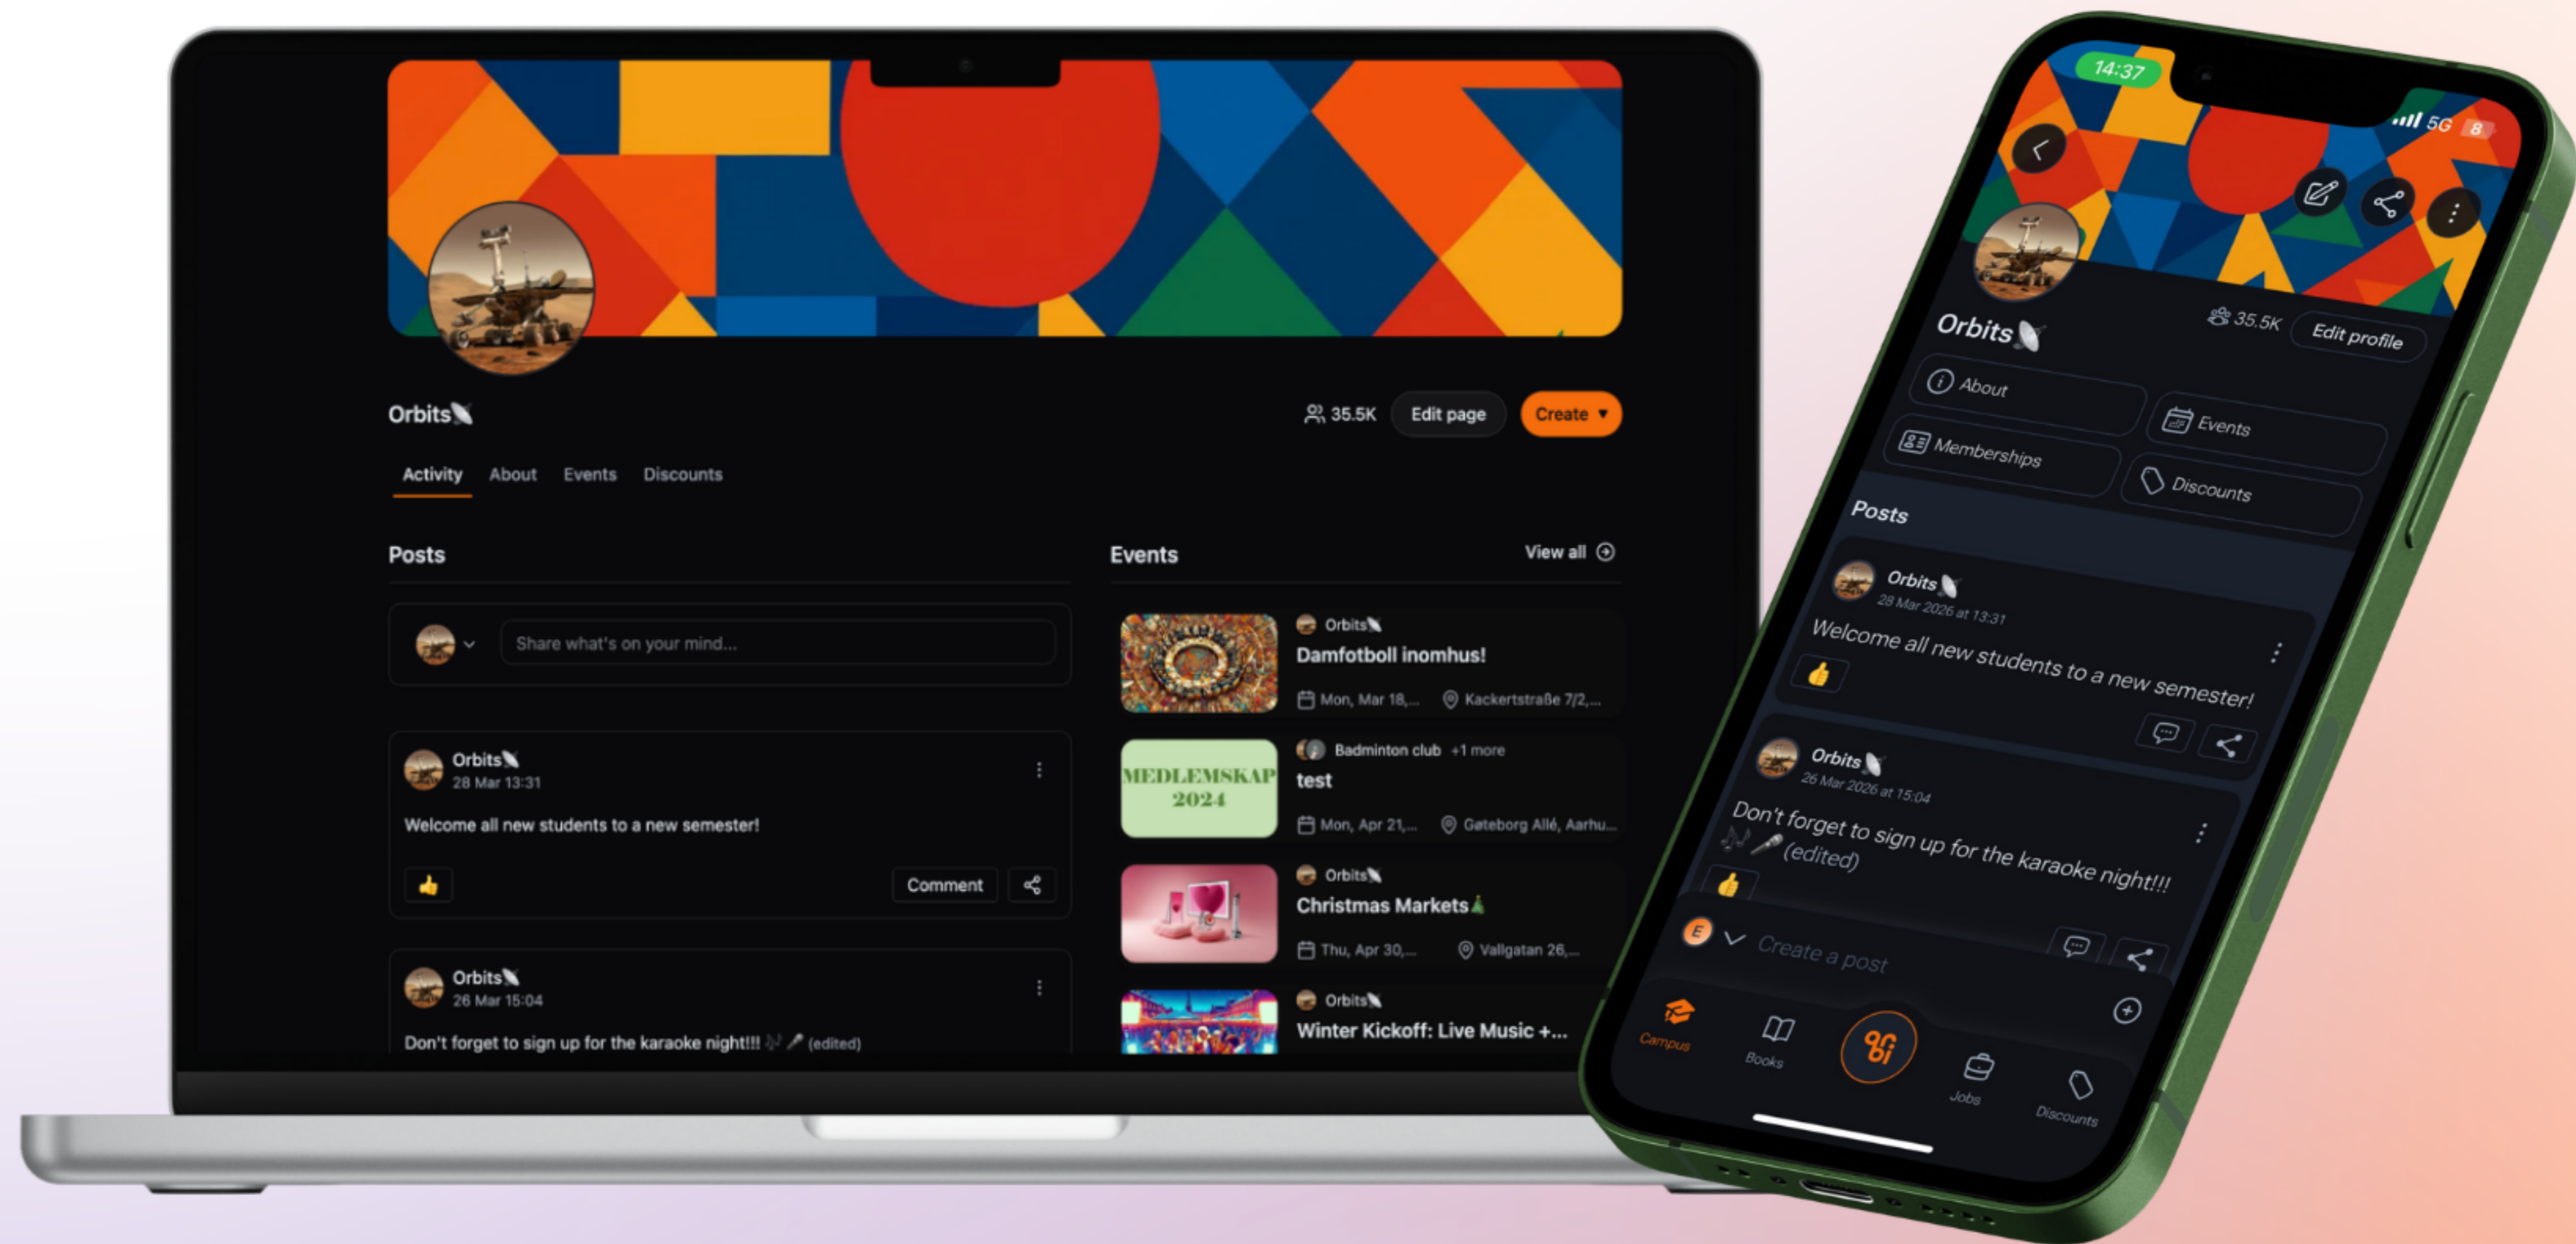 Orbits
35.5K
Edit page
Create
Activity
About
Events
Discounts
Posts
Share what's on your mind...
Orbits
28 Mar 13:31
Welcome all new students to a new semester!
Comment
Orbits
26 Mar 15:04
Don't forget to sign up for the karaoke night!!! 🎶🎤 (edited)
Events
View all
Orbits
Damfotboll inomhus!
Mon, Mar 18,...
Kackertstraße 7/2,...
MEDLEMSKAP
2024
Badminton club +1 more
test
Mon, Apr 21,...
Gøteborg Allé, Aarhu...
Orbits
Christmas Markets🎄
Thu, Apr 30,...
Vallgatan 26,...
Orbits
Winter Kickoff: Live Music +...
14:37
5G 8
35.5K
Edit profile
Orbits
About
Events
Memberships
Discounts
Posts
Orbits
28 Mar 2026 at 13:31
Welcome all new students to a new semester!
Orbits
26 Mar 2026 at 15:04
Don't forget to sign up for the karaoke night!!!
🎶🎤 (edited)
E
Create a post
Campus
Books
Jobs
Discounts